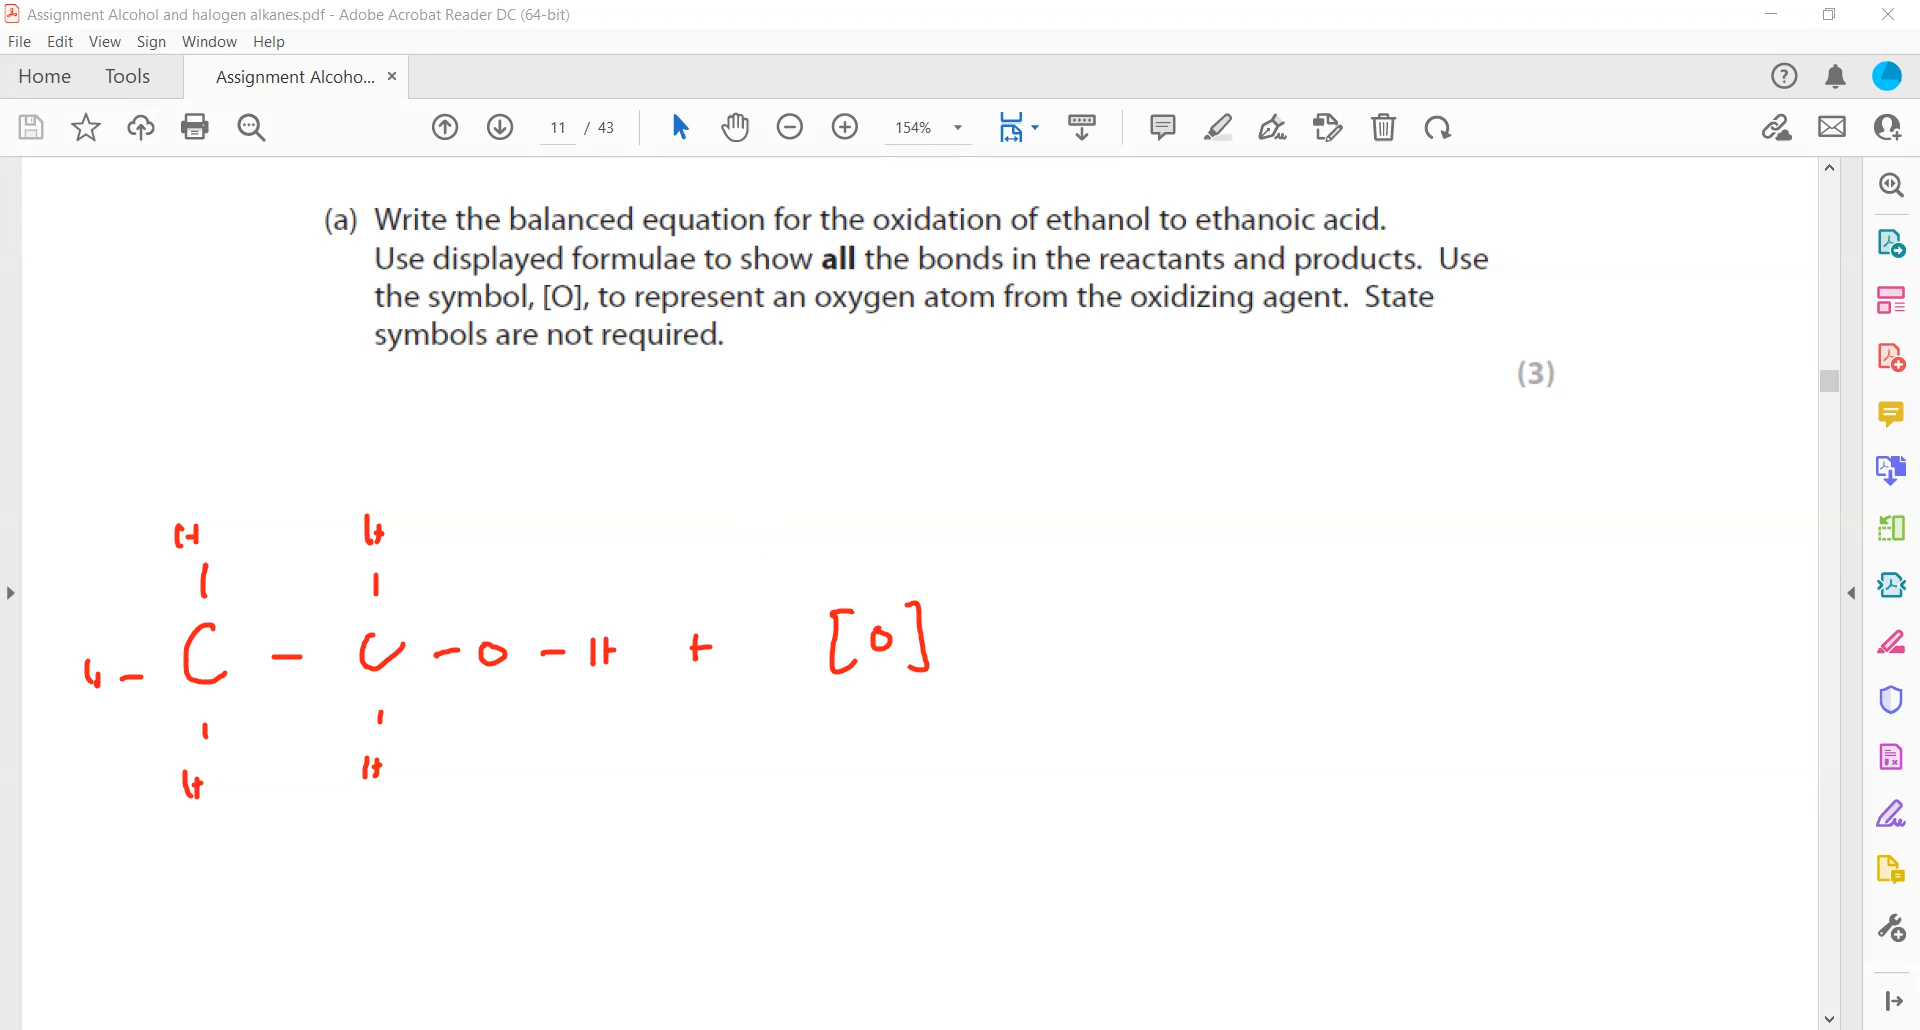 Assignment Alcohol and halogen alkanes.pdf - Adobe Acrobat Reader DC (64-bit)
File Edit View Sign Window Help
Home Tools Assignment Alcoho... ×
11 / 43 154%
(a) Write the balanced equation for the oxidation of ethanol to ethanoic acid.
Use displayed formulae to show all the bonds in the reactants and products. Use
the symbol, [O], to represent an oxygen atom from the oxidizing agent. State
symbols are not required.
(3)
H H
| |
H - C - C - O - H + [O]
| |
H H